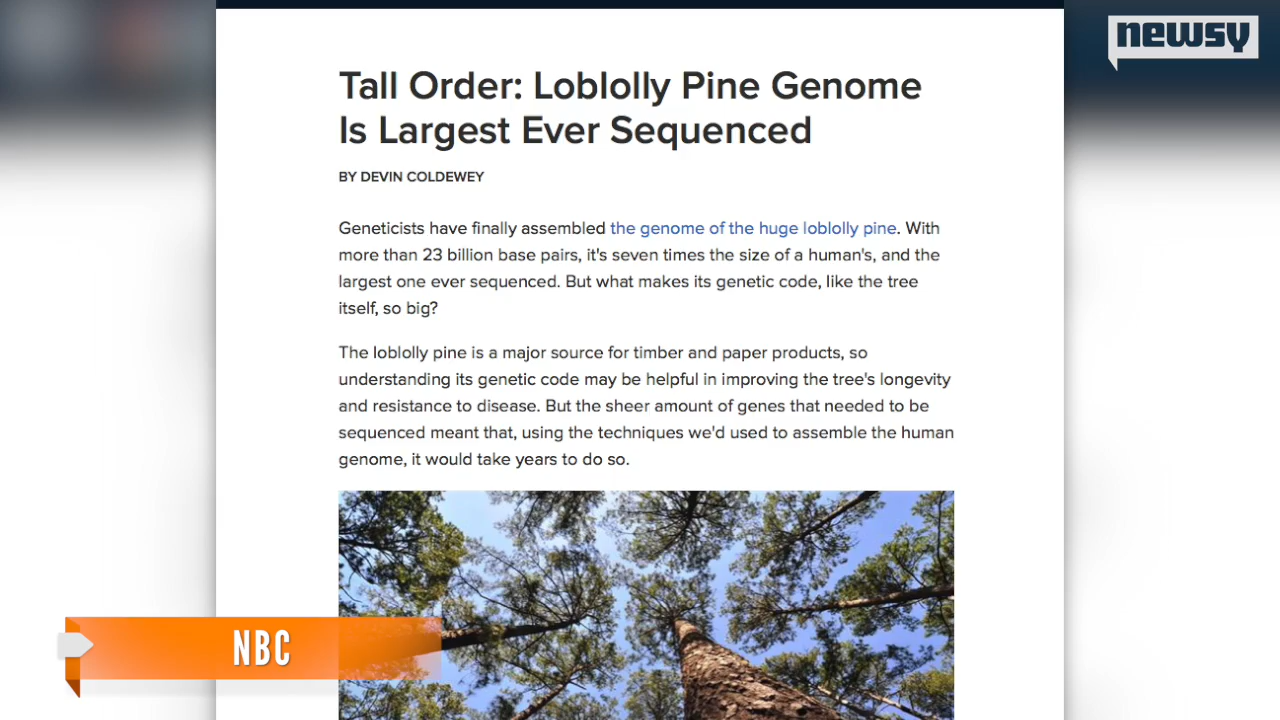 newsy
Tall Order: Loblolly Pine Genome
Is Largest Ever Sequenced
BY DEVIN COLDEWEY
Geneticists have finally assembled the genome of the huge loblolly pine. With
more than 23 billion base pairs, it's seven times the size of a human's, and the
largest one ever sequenced. But what makes its genetic code, like the tree
itself, so big?
The loblolly pine is a major source for timber and paper products, so
understanding its genetic code may be helpful in improving the tree's longevity
and resistance to disease. But the sheer amount of genes that needed to be
sequenced meant that, using the techniques we'd used to assemble the human
genome, it would take years to do so.
NBC